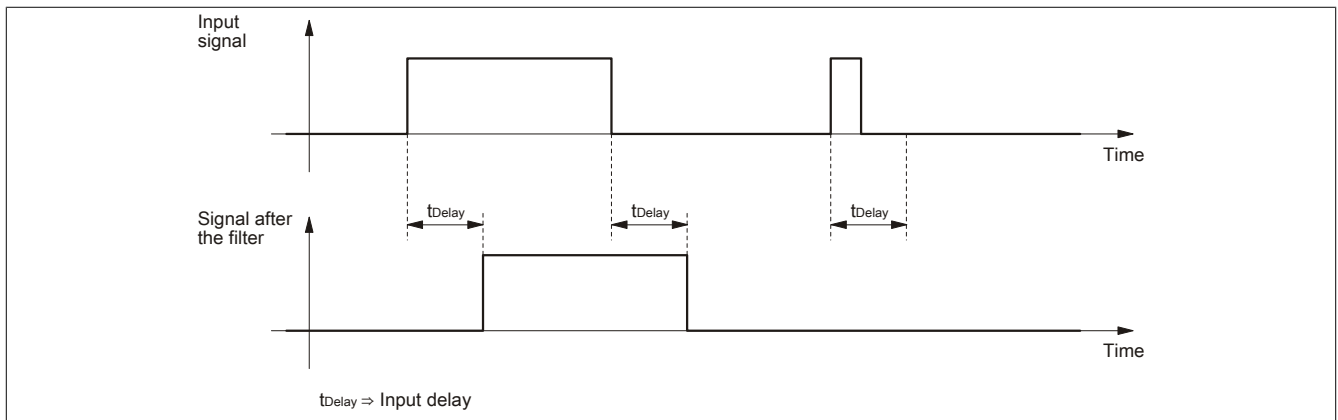 Input
signal
Time
Signal after
the filter
tDelay
tDelay
tDelay
Time
tDelay ⇒ Input delay